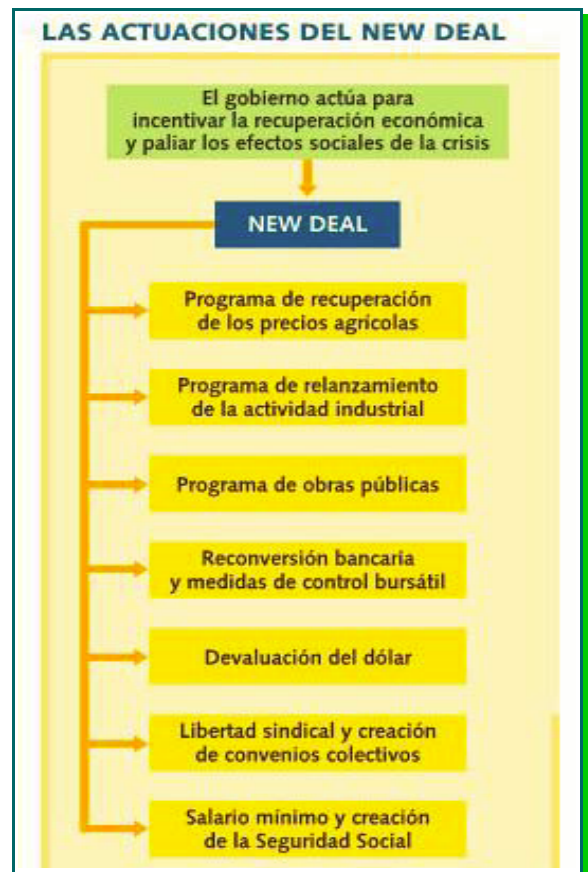 LAS ACTUACIONES DEL NEW DEAL
El gobierno actúa para
incentivar la recuperación económica
y paliar los efectos sociales de la crisis
NEW DEAL
Programa de recuperación
de los precios agrícolas
Programa de relanzamiento
de la actividad industrial
Programa de obras públicas
Reconversión bancaria
y medidas de control bursátil
Devaluación del dólar
Libertad sindical y creación
de convenios colectivos
Salario mínimo y creación
de la Seguridad Social